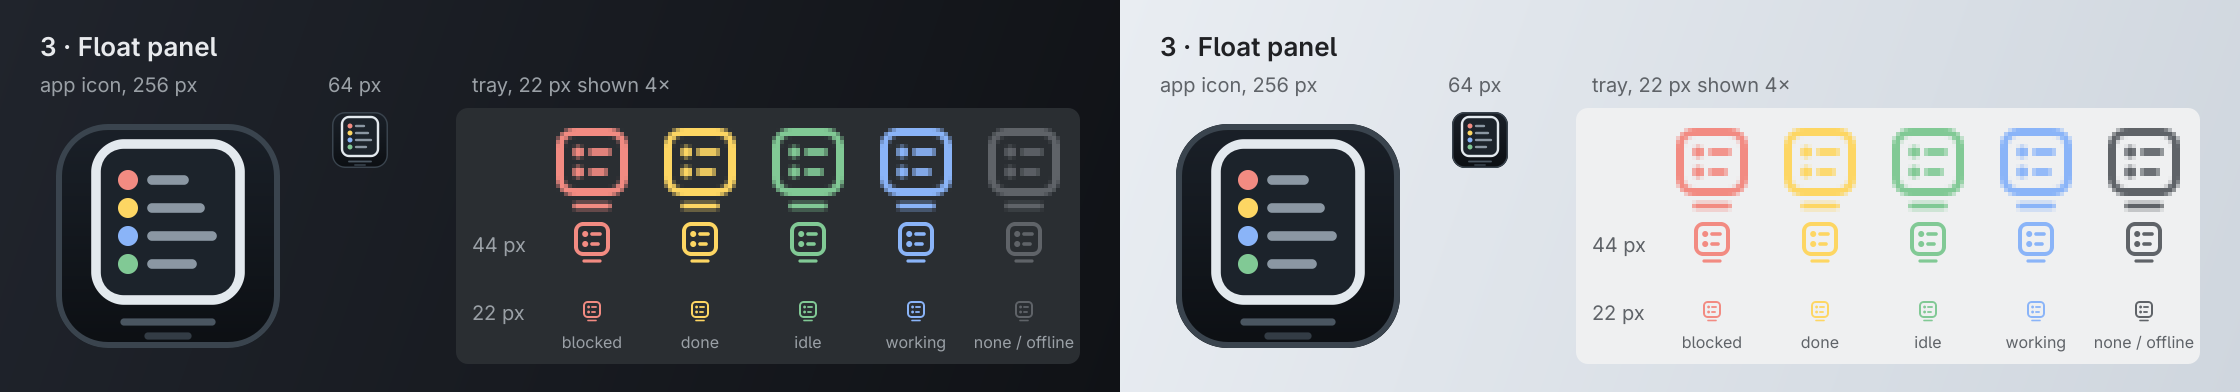 3 · Float panel
app icon, 256 px
64 px
tray, 22 px shown 4×
44 px
22 px
blocked
done
idle
working
none / offline
3 · Float panel
app icon, 256 px
64 px
tray, 22 px shown 4×
44 px
22 px
blocked
done
idle
working
none / offline